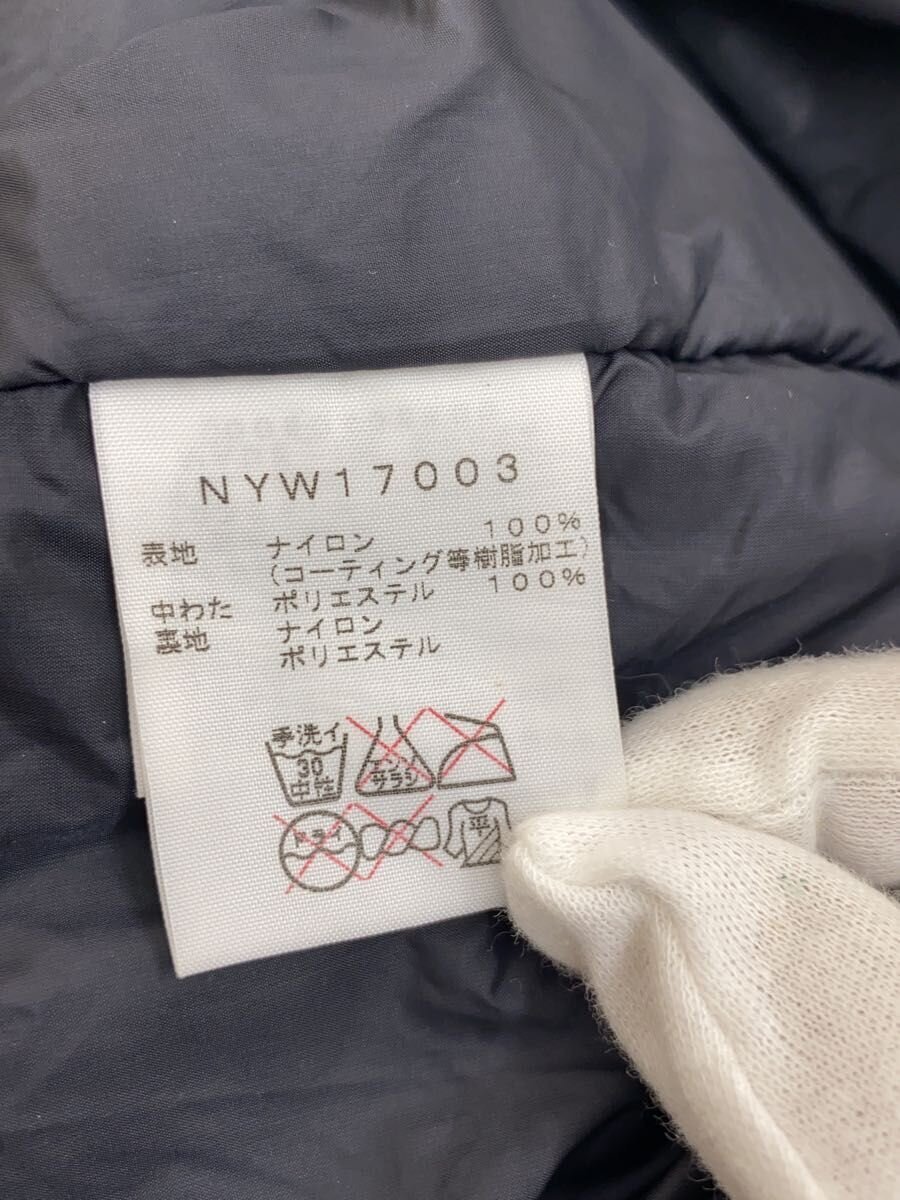 NYW17003
表地 ナイロン 100%
(コーティング等樹脂加工)
中わた ポリエステル 100%
裏地 ナイロン
ポリエステル
手洗イ
30
中性
エンソ
サラシ
ドライ
平